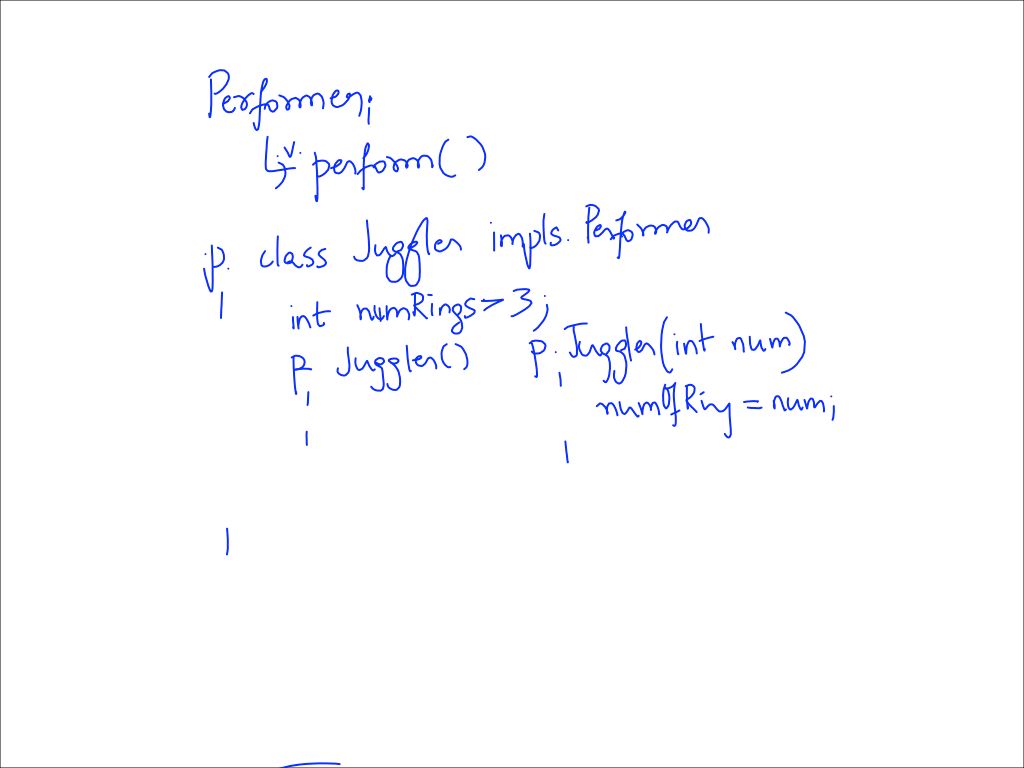 Performer;
↳ v. perform( )
p. class Juggler impls. Performer
int numRings = 3;
p Juggler() p. Juggler(int num)
numOfRing = num;